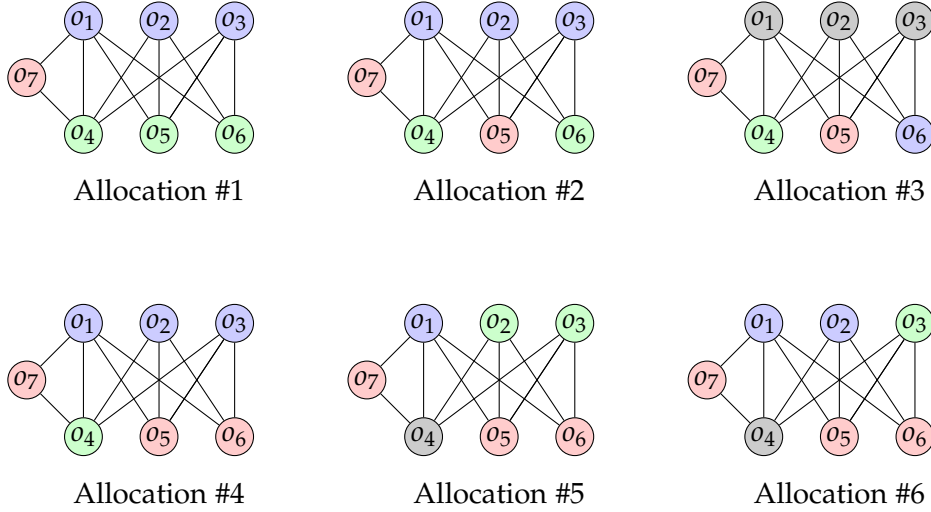 o1 o2 o3 o1 o2 o3 o1 o2 o3
o7 o7 o7
o4 o5 o6 o4 o5 o6 o4 o5 o6
Allocation #1 Allocation #2 Allocation #3
o1 o2 o3 o1 o2 o3 o1 o2 o3
o7 o7 o7
o4 o5 o6 o4 o5 o6 o4 o5 o6
Allocation #4 Allocation #5 Allocation #6